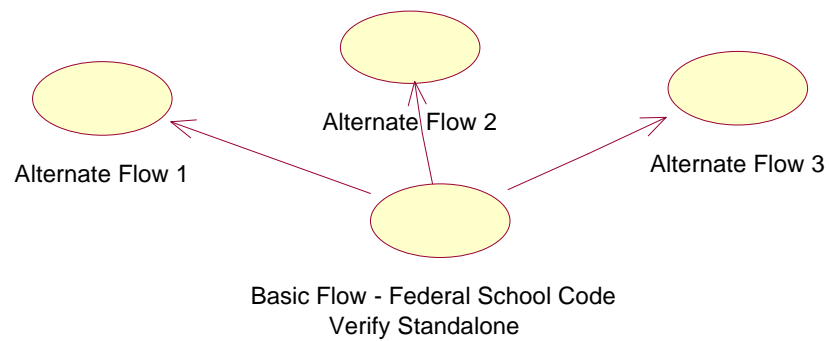 Alternate Flow 2
Alternate Flow 1
Alternate Flow 3
Basic Flow - Federal School Code
Verify Standalone